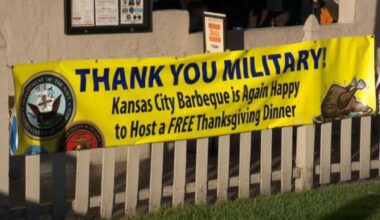 THANK YOU MILITARY!
Kansas City Barbeque is Again Happy
to Host a FREE Thanksgiving Dinner